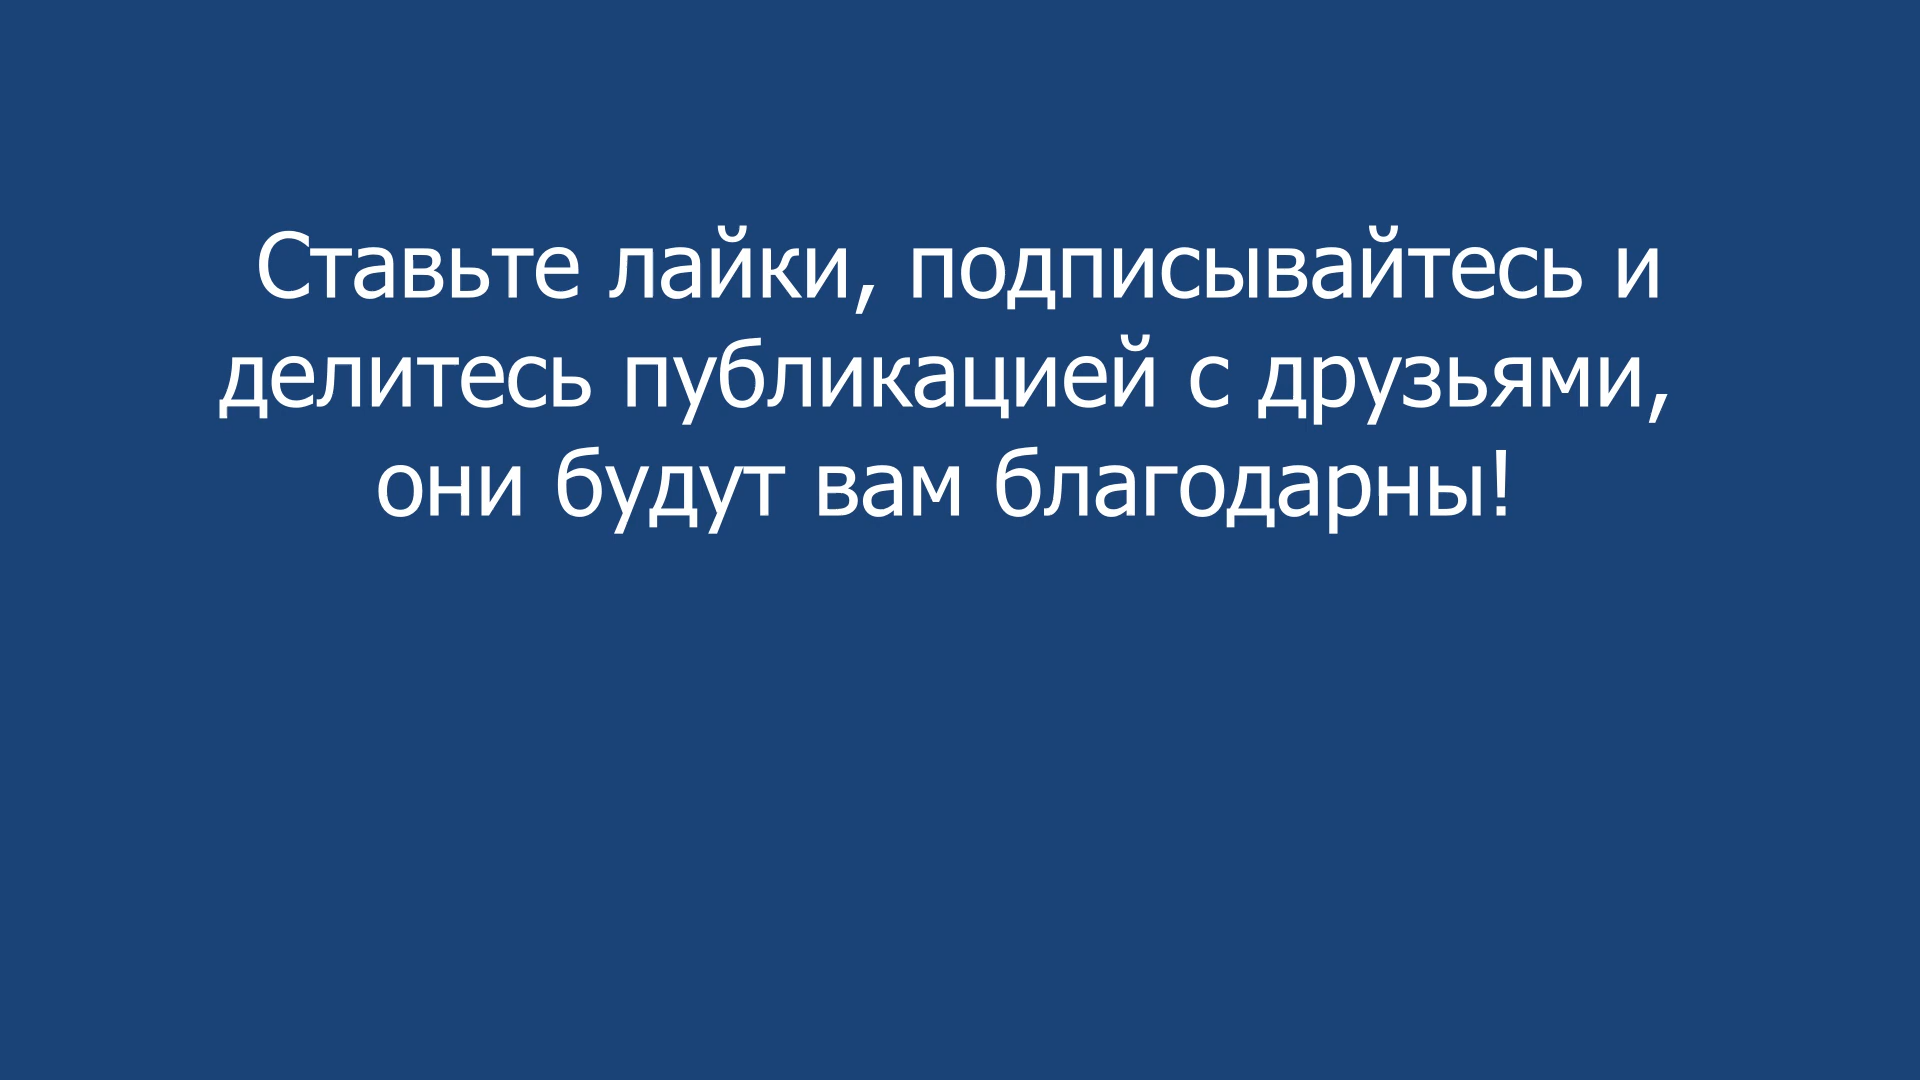 Ставьте лайки, подписывайтесь и
делитесь публикацией с друзьями,
они будут вам благодарны!